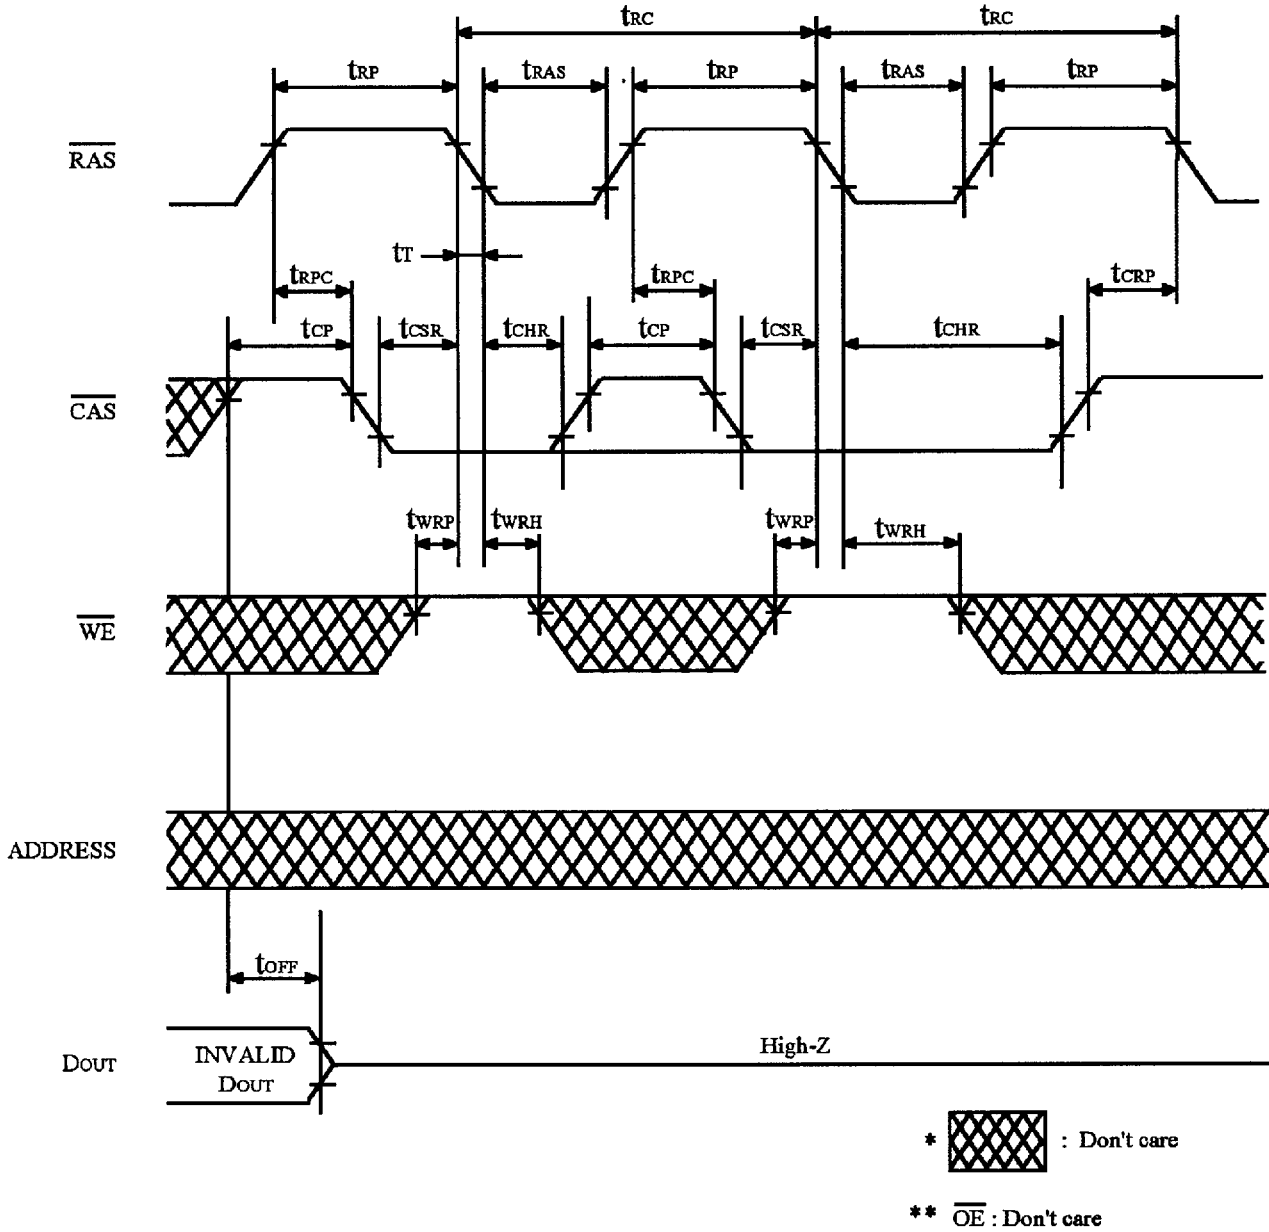 tRC tRC
tRP tRAS tRP tRAS tRP
RAS
tT
tRPC tRPC tCRP
tCP tCSR tCHR tCP tCSR tCHR
CAS
tWRP tWRH tWRP tWRH
WE
ADDRESS
tOFF
DOUT
INVALID
DOUT
High-Z
* : Don't care
** OE : Don't care